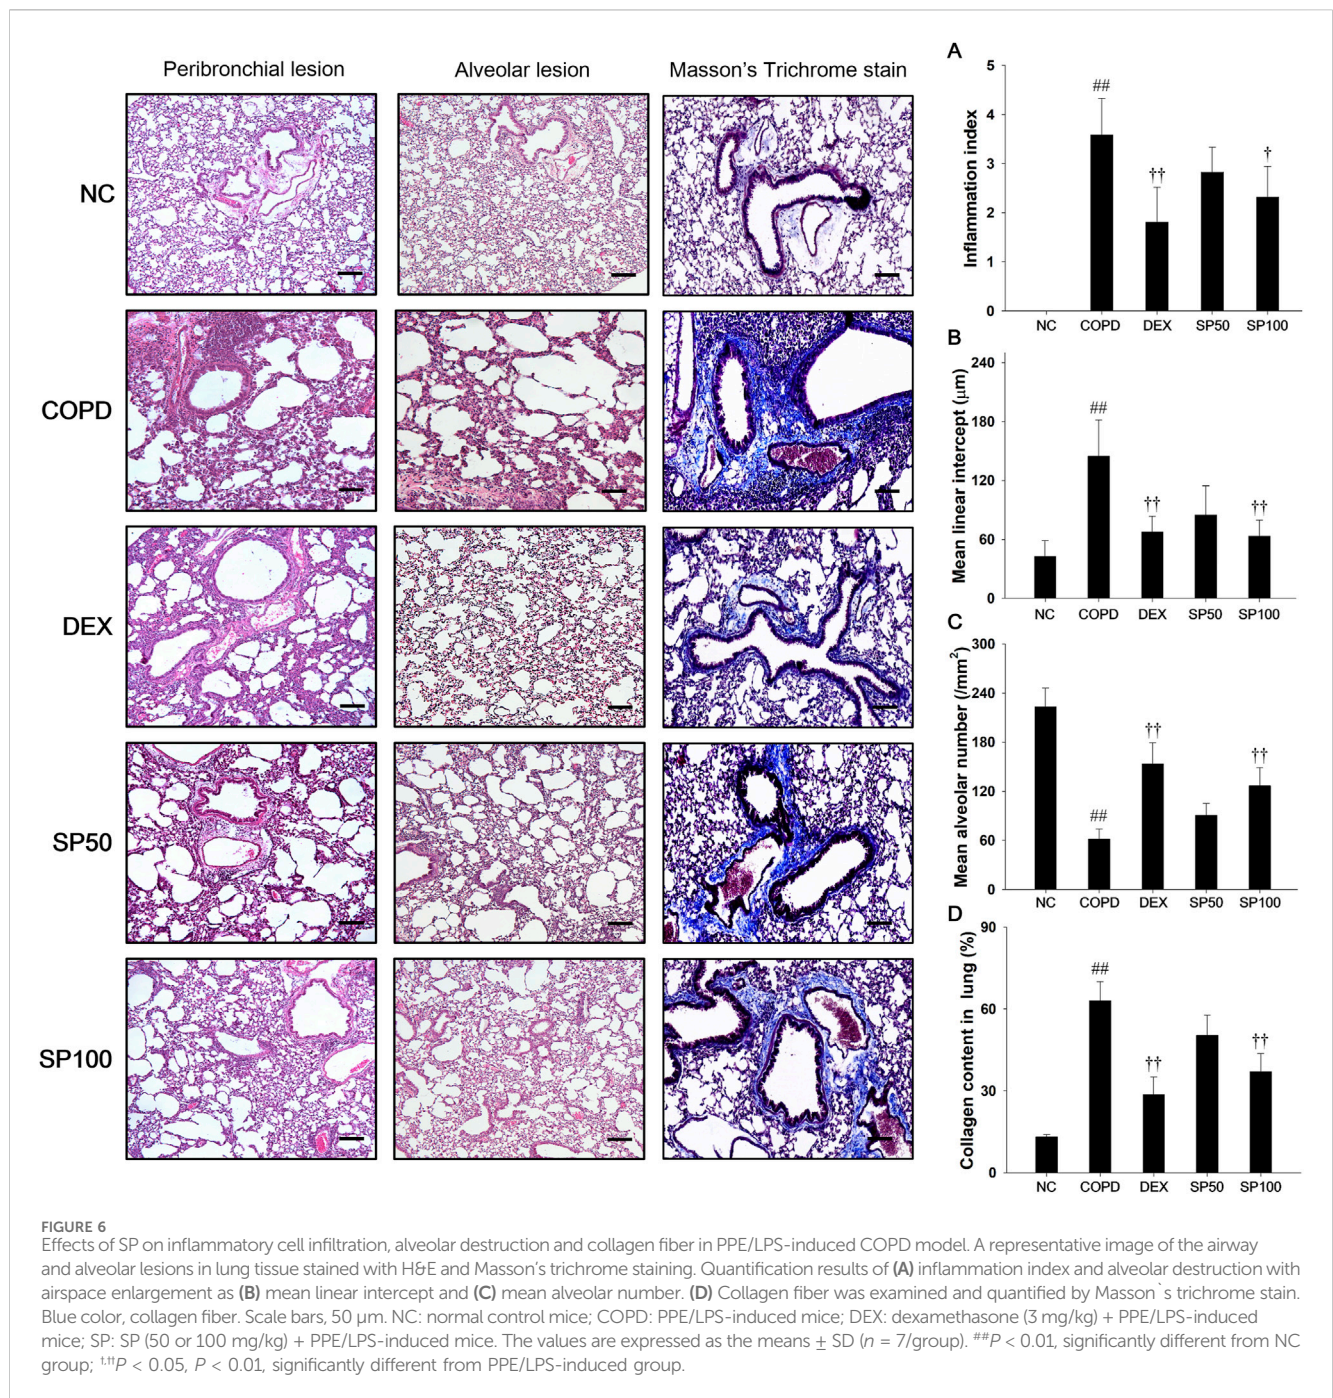 Peribronchial lesion
Alveolar lesion
Masson's Trichrome stain
NC
COPD
DEX
SP50
SP100
A
Inflammation index
5
4
3
2
1
0
##
††
†
NC COPD DEX SP50 SP100
B
Mean linear intercept (μm)
240
180
120
60
0
##
††
††
NC COPD DEX SP50 SP100
C
Mean alveolar number (/mm²)
300
240
180
120
60
0
##
††
††
NC COPD DEX SP50 SP100
D
Collagen content in lung (%)
90
60
30
0
##
††
††
NC COPD DEX SP50 SP100
FIGURE 6
Effects of SP on inflammatory cell infiltration, alveolar destruction and collagen fiber in PPE/LPS-induced COPD model. A representative image of the airway
and alveolar lesions in lung tissue stained with H&E and Masson's trichrome staining. Quantification results of (A) inflammation index and alveolar destruction with
airspace enlargement as (B) mean linear intercept and (C) mean alveolar number. (D) Collagen fiber was examined and quantified by Masson`s trichrome stain.
Blue color, collagen fiber. Scale bars, 50 μm. NC: normal control mice; COPD: PPE/LPS-induced mice; DEX: dexamethasone (3 mg/kg) + PPE/LPS-induced
mice; SP: SP (50 or 100 mg/kg) + PPE/LPS-induced mice. The values are expressed as the means ± SD (n = 7/group). ##P < 0.01, significantly different from NC
group; †,††P < 0.05, P < 0.01, significantly different from PPE/LPS-induced group.